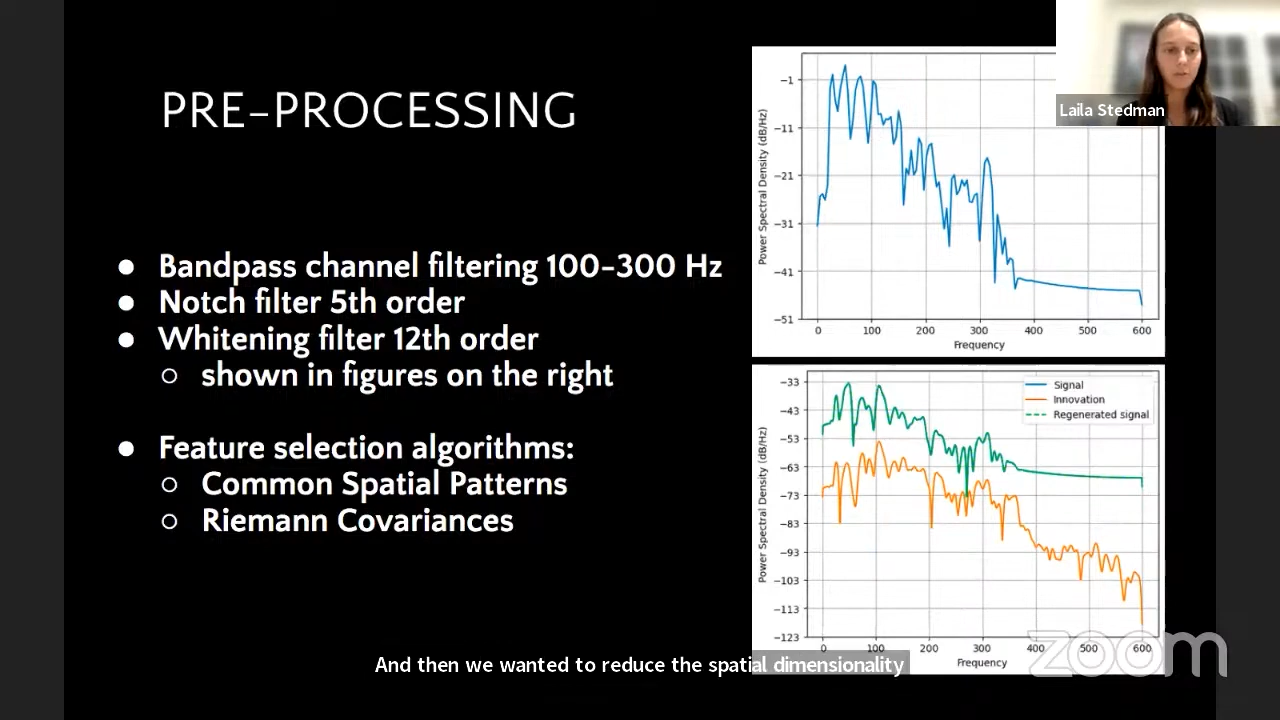 PRE-PROCESSING
● Bandpass channel filtering 100-300 Hz
● Notch filter 5th order
● Whitening filter 12th order
○ shown in figures on the right
● Feature selection algorithms:
○ Common Spatial Patterns
○ Riemann Covariances
Laila Stedman
Power Spectral Density (dB/Hz)
−1
−11
−21
−31
−41
−51
0 100 200 300 400 500 600
Frequency
Power Spectral Density (dB/Hz)
−33
−43
−53
−63
−73
−83
−93
−103
−113
−123
Signal
Innovation
Regenerated signal
0 100 200 300 400 500 600
Frequency
And then we wanted to reduce the spatial dimensionality
zoom